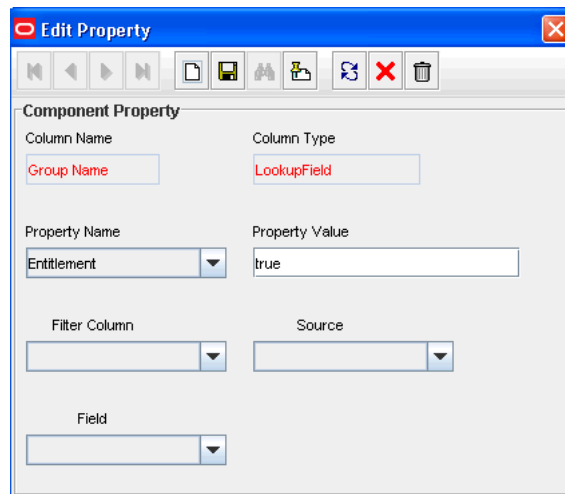 Edit Property
Component Property
Column Name Column Type
Group Name LookupField
Property Name Property Value
Entitlement true
Filter Column Source
Field